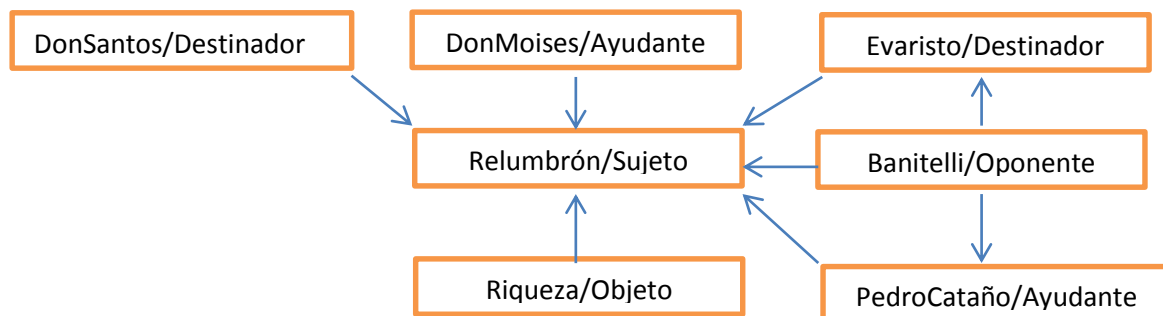 DonSantos/Destinador
DonMoises/Ayudante
Evaristo/Destinador
Relumbrón/Sujeto
Banitelli/Oponente
Riqueza/Objeto
PedroCataño/Ayudante